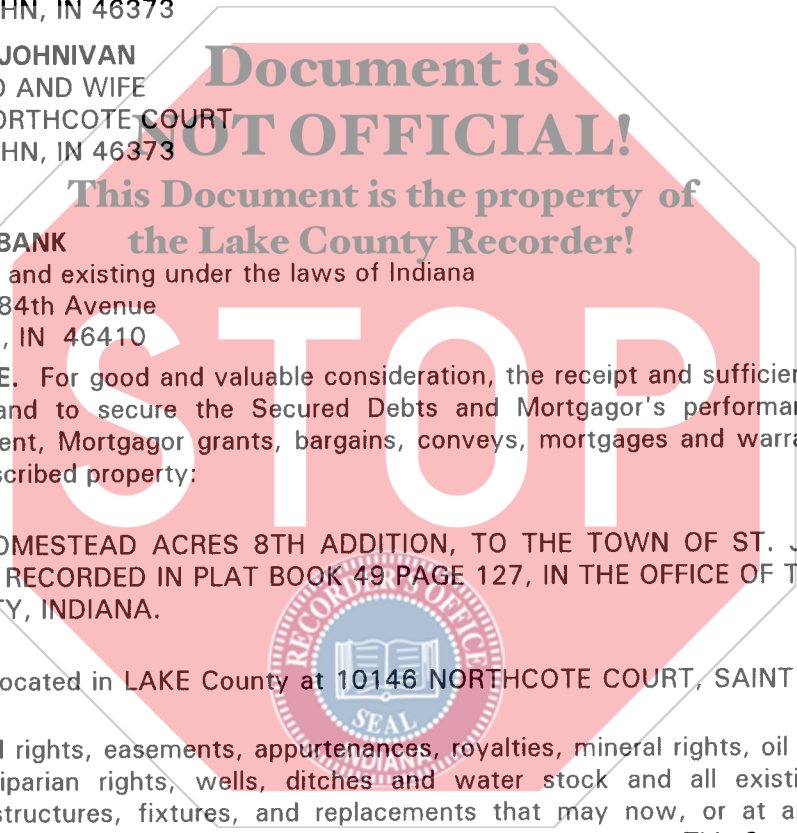 HN, IN 46373
JOHNIVAN
AND WIFE
ORTHCOTE COURT
HN, IN 46373
Document is
NOT OFFICIAL!
This Document is the property of
the Lake County Recorder!
BANK
and existing under the laws of Indiana
84th Avenue
, IN 46410
STOP
E. For good and valuable consideration, the receipt and sufficien
and to secure the Secured Debts and Mortgagor's performa
ent, Mortgagor grants, bargains, conveys, mortgages and warra
scribed property:
OMESTEAD ACRES 8TH ADDITION, TO THE TOWN OF ST. J
RECORDED IN PLAT BOOK 49 PAGE 127, IN THE OFFICE OF T
TY, INDIANA.
RECORDER'S OFFICE
SEAL
INDIANA
ocated in LAKE County at 10146 NORTHCOTE COURT, SAINT
l rights, easements, appurtenances, royalties, mineral rights, oil
iparian rights, wells, ditches and water stock and all existi
structures, fixtures, and replacements that may now, or at a